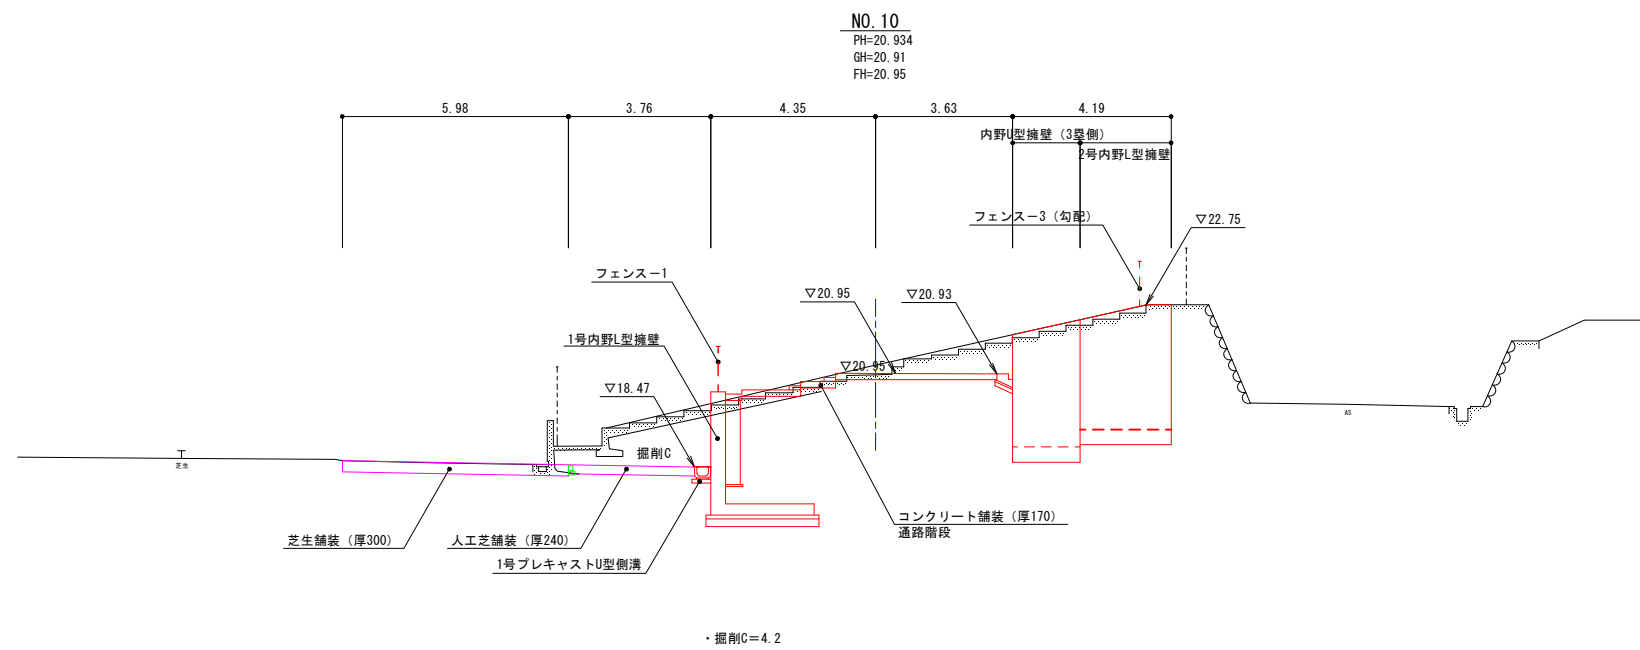 NO.10
PH=20.934
GH=20.91
FH=20.95
5.98
3.76
4.35
3.63
4.19
内野U型擁壁（3塁側）
2号内野L型擁壁
フェンス－3（勾配）
▽22.75
フェンス－1
▽20.95
▽20.93
1号内野L型擁壁
▽20.95
▽18.47
AS
掘削C
芝生
コンクリート舗装（厚170）
通路階段
芝生舗装（厚300）
人工芝舗装（厚240）
1号プレキャストU型側溝
・掘削C＝4.2